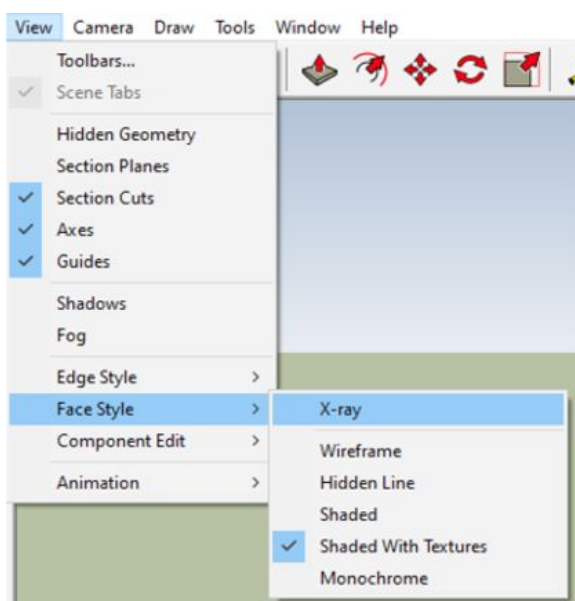 View Camera Draw Tools Window Help
Toolbars...
Scene Tabs
Hidden Geometry
Section Planes
Section Cuts
Axes
Guides
Shadows
Fog
Edge Style
Face Style
Component Edit
Animation
X-ray
Wireframe
Hidden Line
Shaded
Shaded With Textures
Monochrome